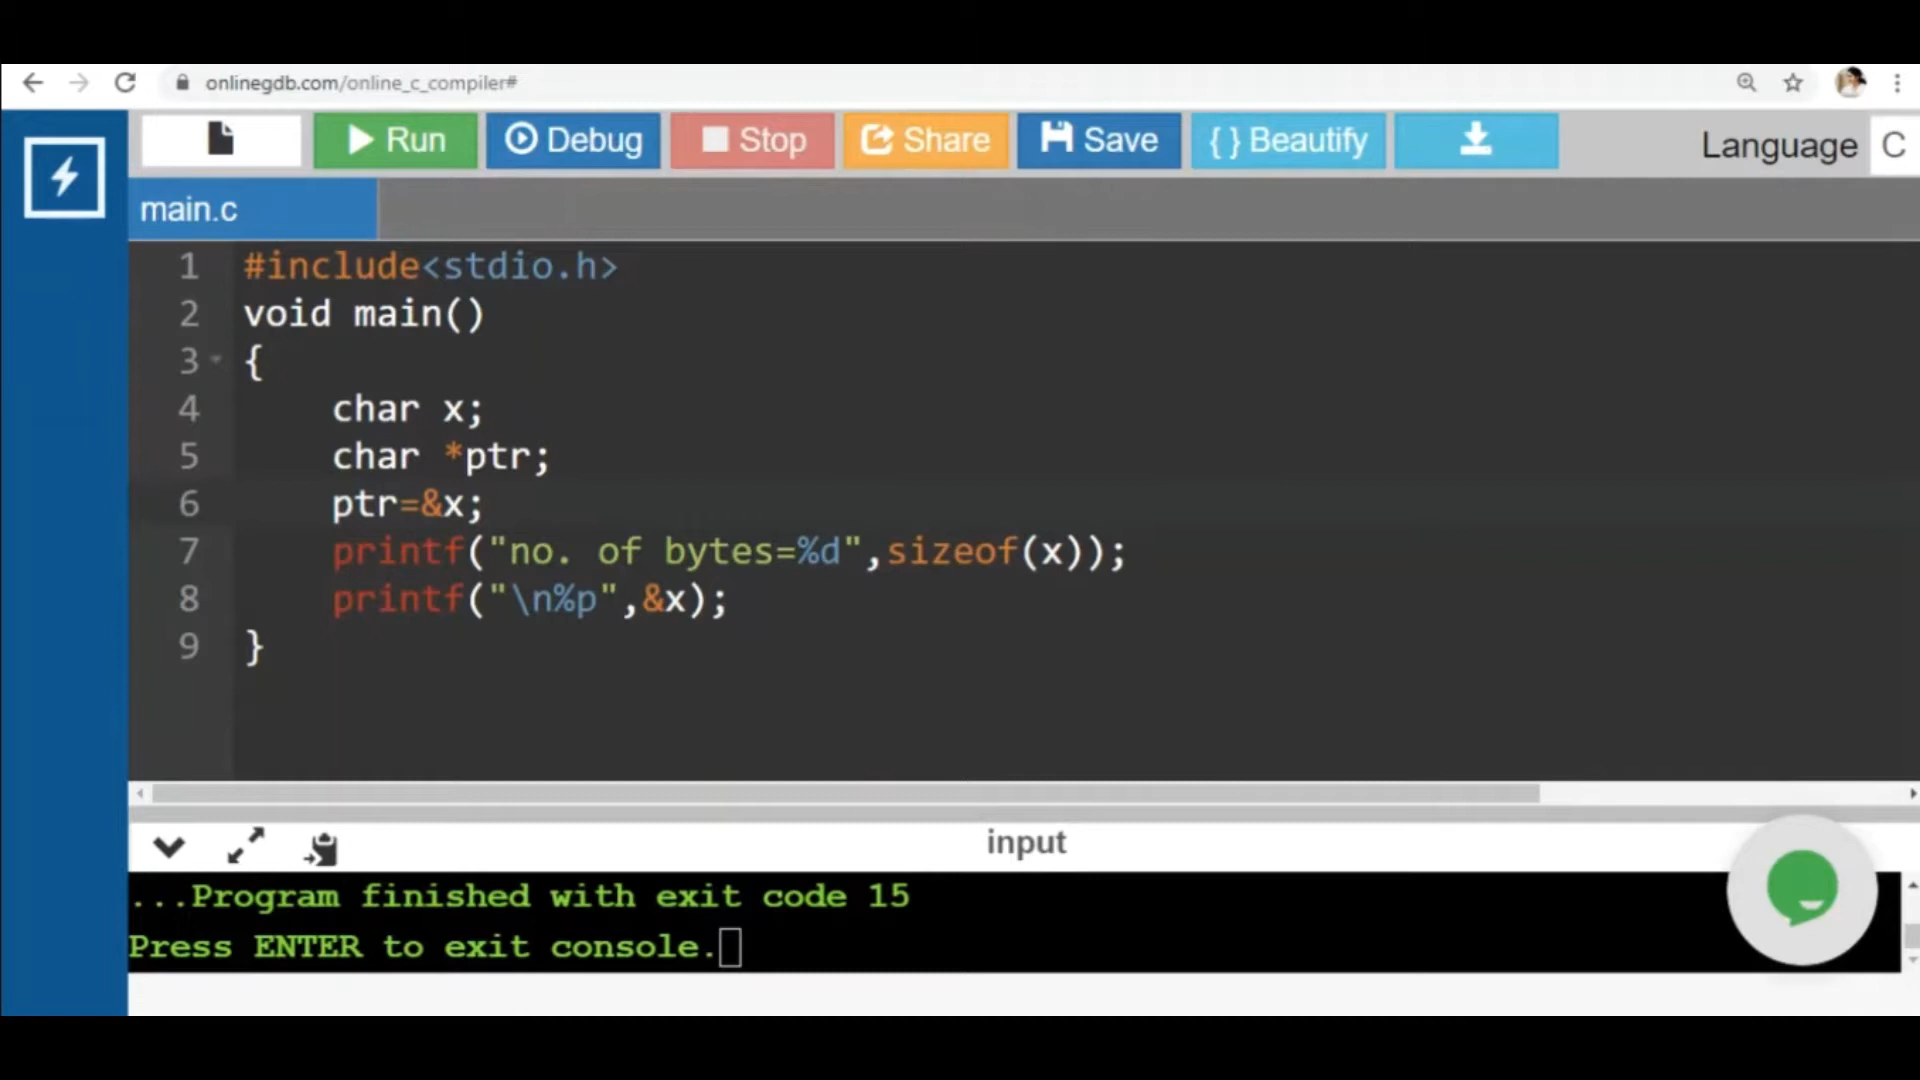 onlinegdb.com/online_c_compiler#
Run Debug Stop Share Save { } Beautify Language C
main.c
1 #include<stdio.h>
2 void main()
3 {
4 char x;
5 char *ptr;
6 ptr=&x;
7 printf("no. of bytes=%d",sizeof(x));
8 printf("\n%p",&x);
9 }
input
...Program finished with exit code 15
Press ENTER to exit console.